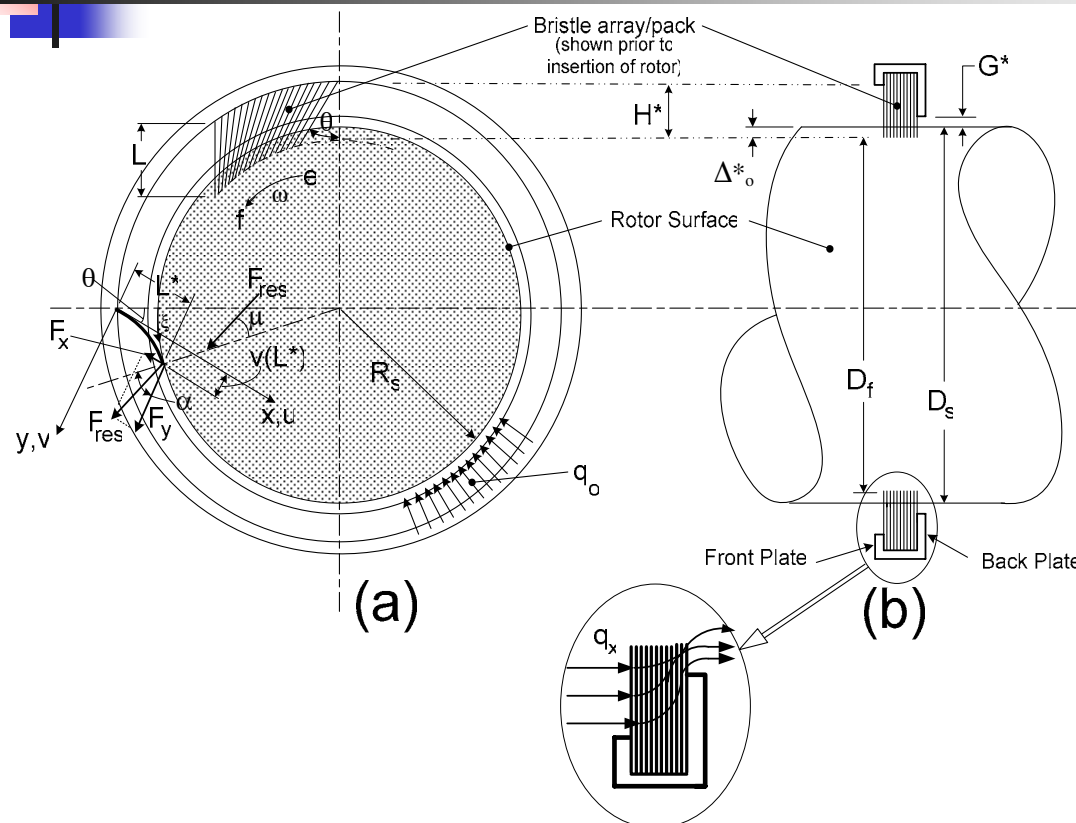 Bristle array/pack
(shown prior to
insertion of rotor)
G*
H*
θ
L
Δ*o
e
ω
f
Rotor Surface
θ
L*
Fres
μ
Fx
ξ
v(L*)
Rs
Df
Ds
α
Fres
Fy
x,u
y,v
qo
Front Plate
Back Plate
(a)
(b)
qx